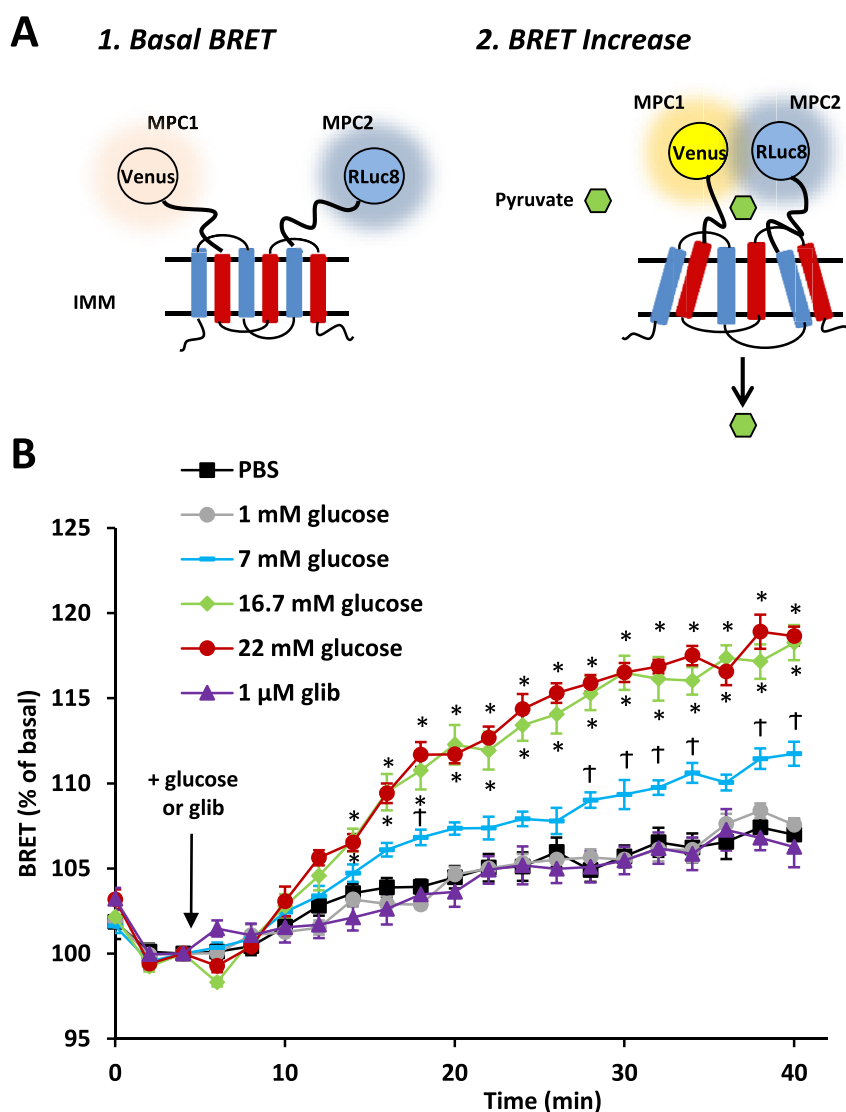 A
1. Basal BRET
2. BRET Increase
MPC1
MPC2
MPC1
MPC2
Venus
RLuc8
Venus
RLuc8
Pyruvate
IMM
B
PBS
1 mM glucose
7 mM glucose
16.7 mM glucose
22 mM glucose
1 µM glib
+ glucose
or glib
BRET (% of basal)
125
120
115
110
105
100
95
* * * * * * * * * * * * * *
* * * * * * * * * * * * * *
† † † † † † †
0
10
20
30
40
Time (min)